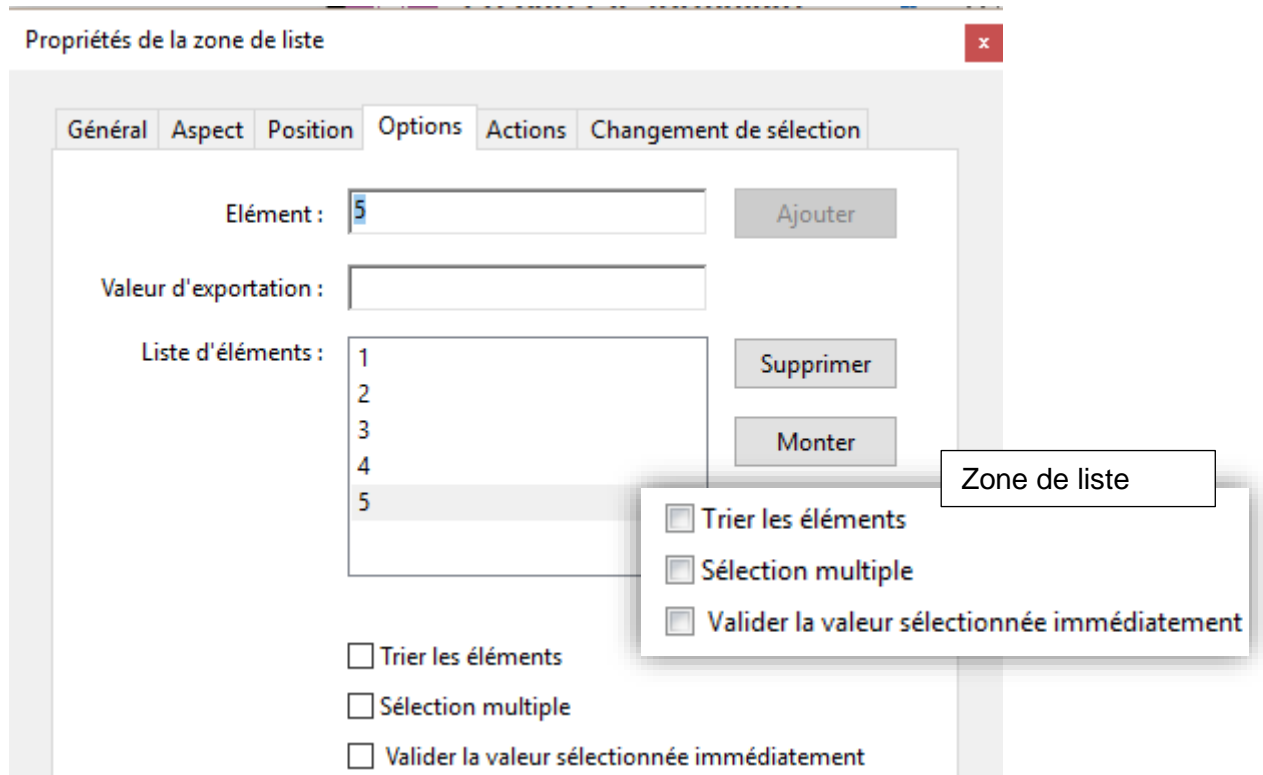 Propriétés de la zone de liste
x
Général Aspect Position Options Actions Changement de sélection
Elément : 5 Ajouter
Valeur d'exportation :
Liste d'éléments : 1 Supprimer
2
3 Monter
4
5
Zone de liste
Trier les éléments
Sélection multiple
Valider la valeur sélectionnée immédiatement
Trier les éléments
Sélection multiple
Valider la valeur sélectionnée immédiatement